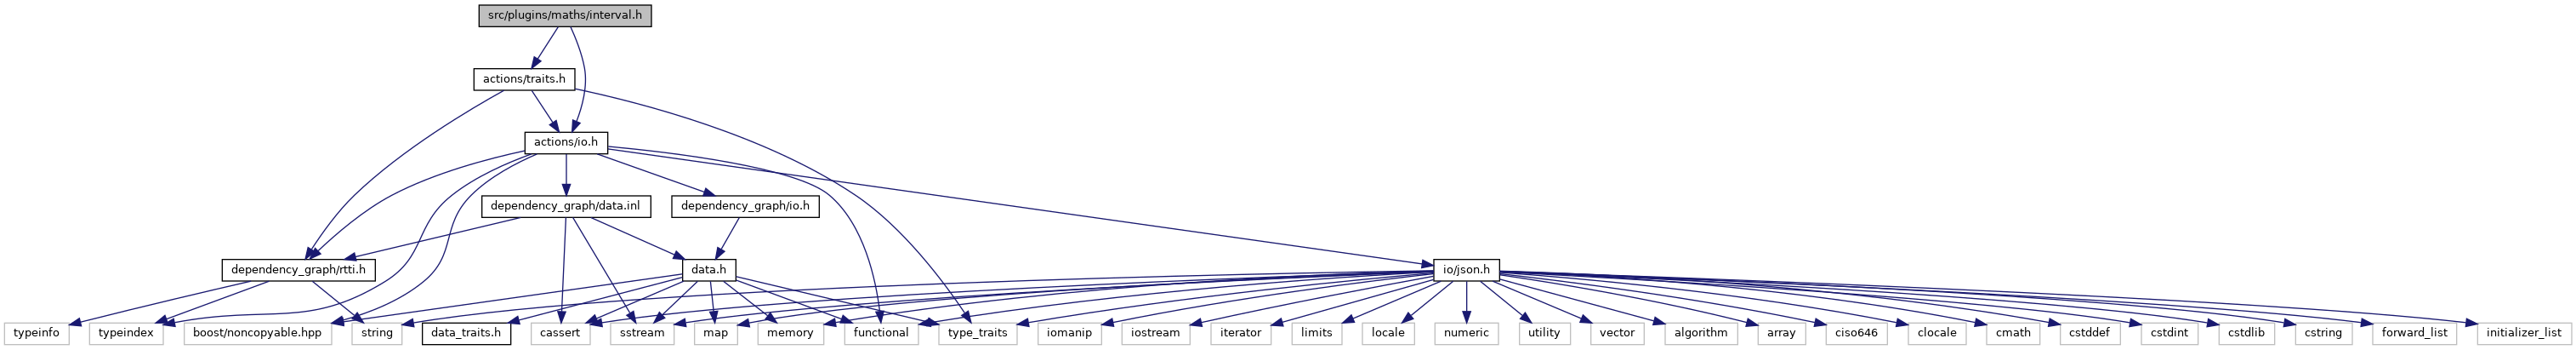 src/plugins/maths/interval.h
actions/traits.h
actions/io.h
dependency_graph/data.inl
dependency_graph/io.h
dependency_graph/rtti.h
data.h
io/json.h
typeinfo
typeindex
boost/noncopyable.hpp
string
data_traits.h
cassert
sstream
map
memory
functional
type_traits
iomanip
iostream
iterator
limits
locale
numeric
utility
vector
algorithm
array
ciso646
clocale
cmath
cstddef
cstdint
cstdlib
cstring
forward_list
initializer_list